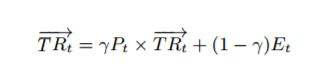 $\overrightarrow{TR_t} = \gamma P_t \times \overrightarrow{TR_t} + (1 - \gamma) E_t$